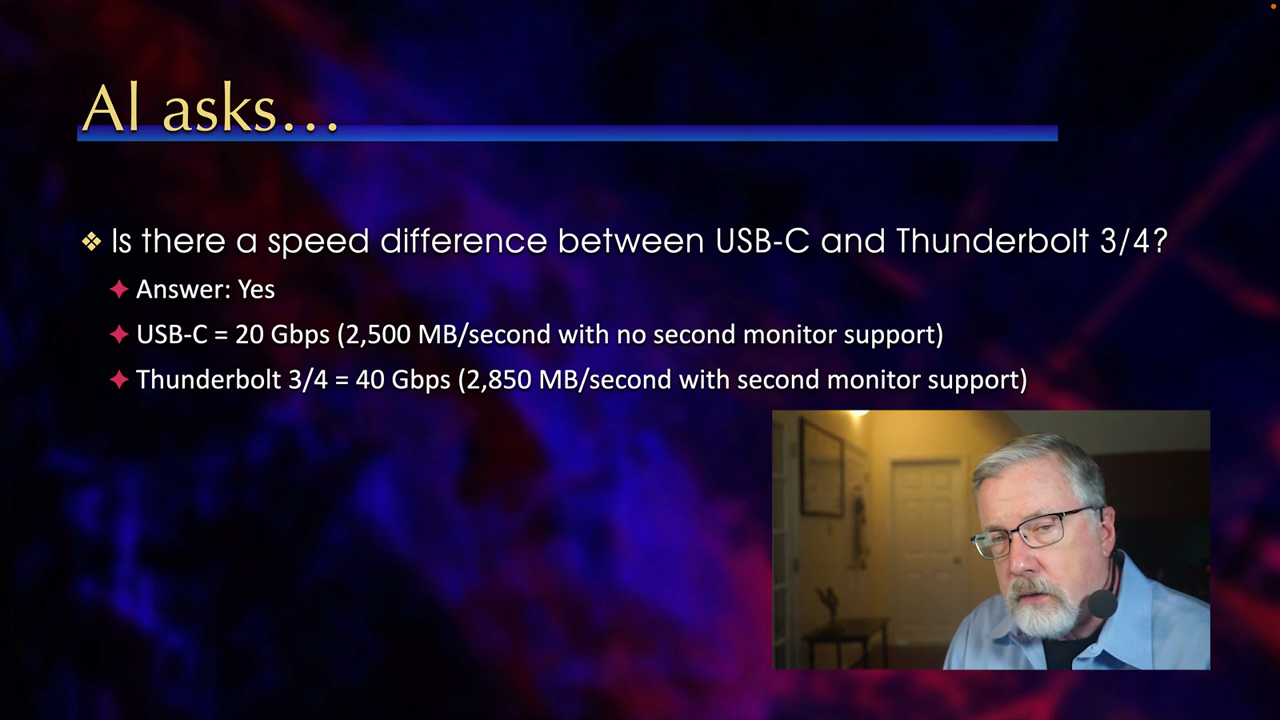 Al asks…
Is there a speed difference between USB-C and Thunderbolt 3/4?
Answer: Yes
USB-C = 20 Gbps (2,500 MB/second with no second monitor support)
Thunderbolt 3/4 = 40 Gbps (2,850 MB/second with second monitor support)